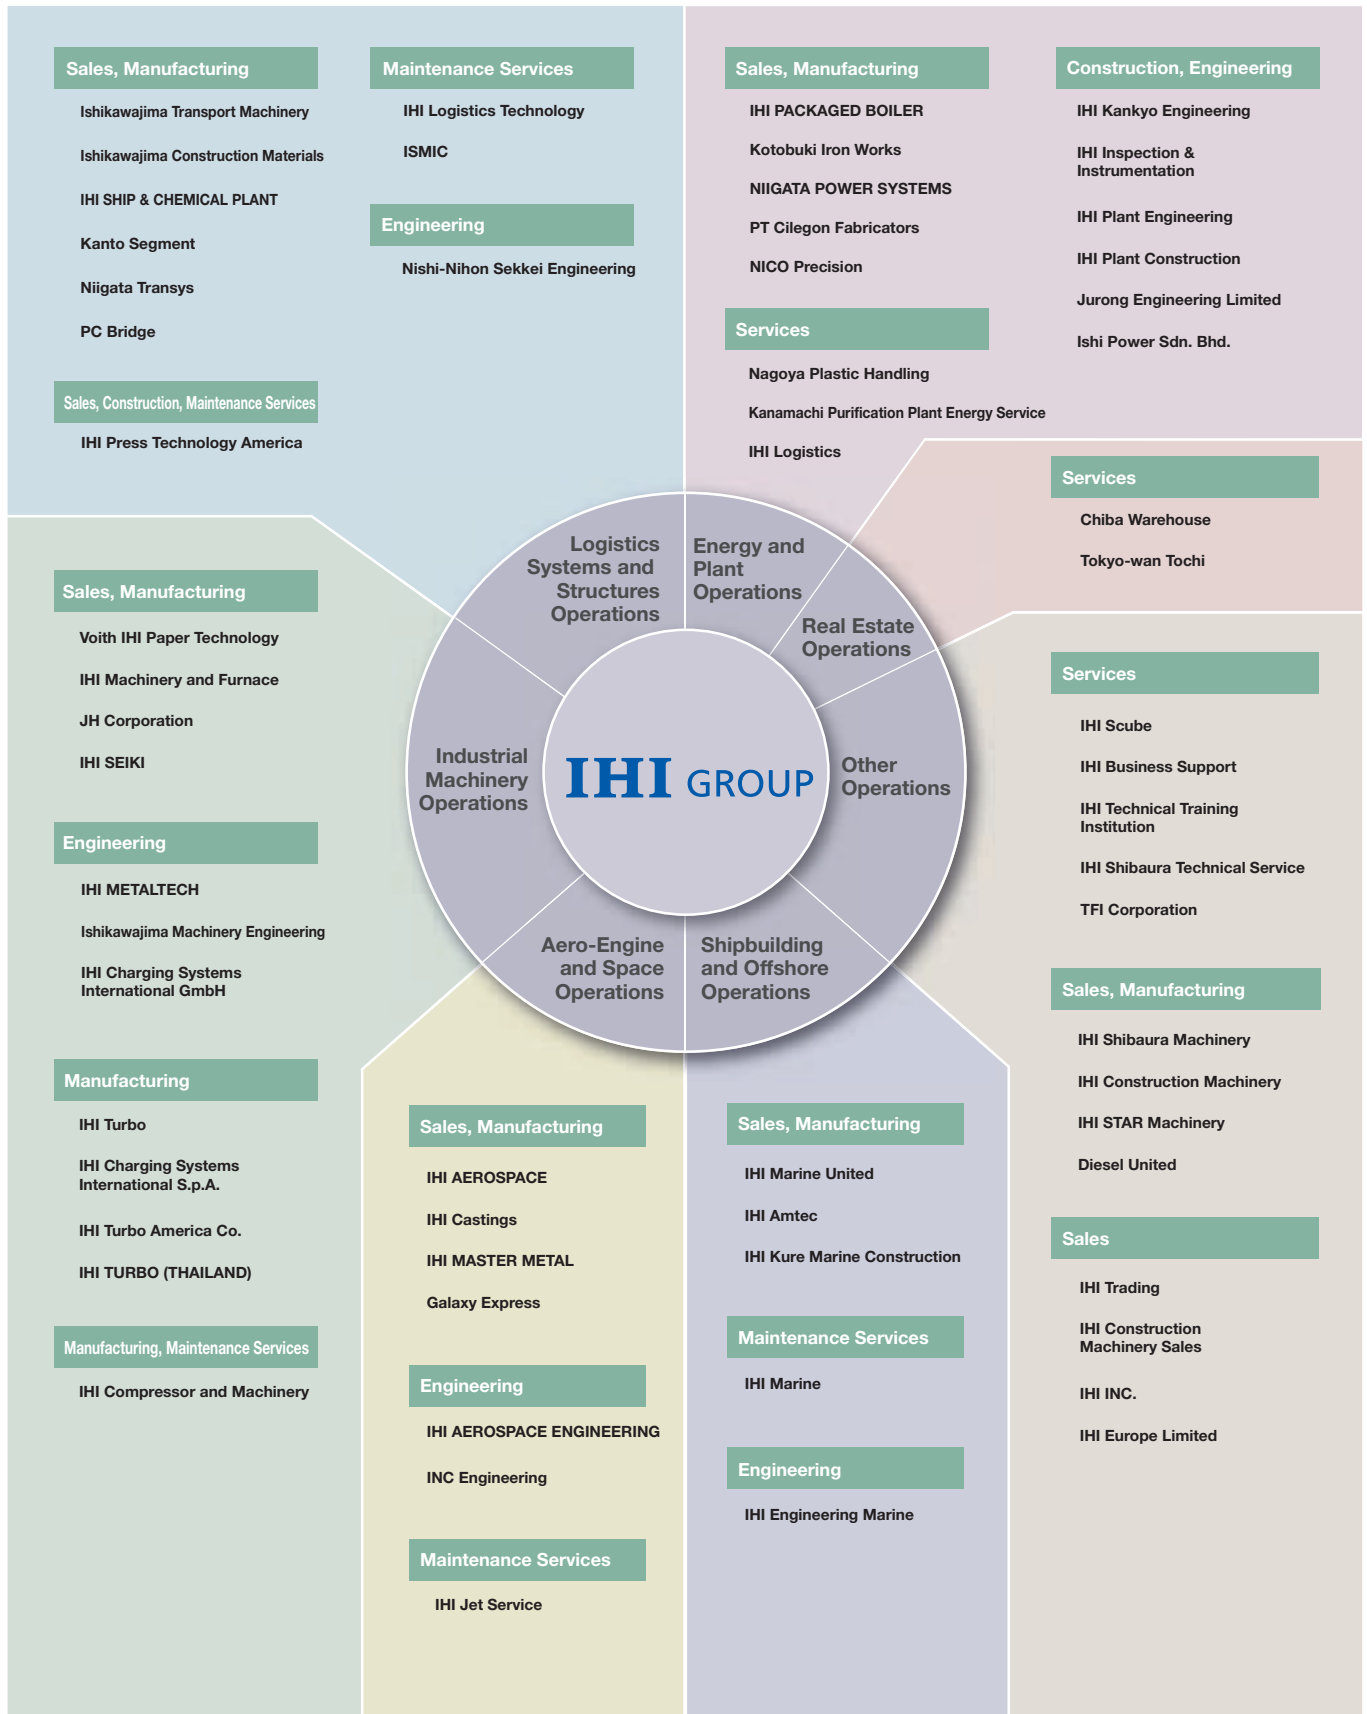 Sales, Manufacturing
Ishikawajima Transport Machinery
Ishikawajima Construction Materials
IHI SHIP & CHEMICAL PLANT
Kanto Segment
Niigata Transys
PC Bridge
Sales, Construction, Maintenance Services
IHI Press Technology America
Maintenance Services
IHI Logistics Technology
ISMIC
Engineering
Nishi-Nihon Sekkei Engineering
Sales, Manufacturing
IHI PACKAGED BOILER
Kotobuki Iron Works
NIIGATA POWER SYSTEMS
PT Cilegon Fabricators
NICO Precision
Services
Nagoya Plastic Handling
Kanamachi Purification Plant Energy Service
IHI Logistics
Construction, Engineering
IHI Kankyo Engineering
IHI Inspection &
Instrumentation
IHI Plant Engineering
IHI Plant Construction
Jurong Engineering Limited
Ishi Power Sdn. Bhd.
Services
Chiba Warehouse
Tokyo-wan Tochi
Logistics
Systems and
Structures
Operations
Energy and
Plant
Operations
Real Estate
Operations
Industrial
Machinery
Operations
IHI GROUP
Other
Operations
Aero-Engine
and Space
Operations
Shipbuilding
and Offshore
Operations
Sales, Manufacturing
Voith IHI Paper Technology
IHI Machinery and Furnace
JH Corporation
IHI SEIKI
Engineering
IHI METALTECH
Ishikawajima Machinery Engineering
IHI Charging Systems
International GmbH
Manufacturing
IHI Turbo
IHI Charging Systems
International S.p.A.
IHI Turbo America Co.
IHI TURBO (THAILAND)
Manufacturing, Maintenance Services
IHI Compressor and Machinery
Sales, Manufacturing
IHI AEROSPACE
IHI Castings
IHI MASTER METAL
Galaxy Express
Engineering
IHI AEROSPACE ENGINEERING
INC Engineering
Maintenance Services
IHI Jet Service
Sales, Manufacturing
IHI Marine United
IHI Amtec
IHI Kure Marine Construction
Maintenance Services
IHI Marine
Engineering
IHI Engineering Marine
Services
IHI Scube
IHI Business Support
IHI Technical Training
Institution
IHI Shibaura Technical Service
TFI Corporation
Sales, Manufacturing
IHI Shibaura Machinery
IHI Construction Machinery
IHI STAR Machinery
Diesel United
Sales
IHI Trading
IHI Construction
Machinery Sales
IHI INC.
IHI Europe Limited